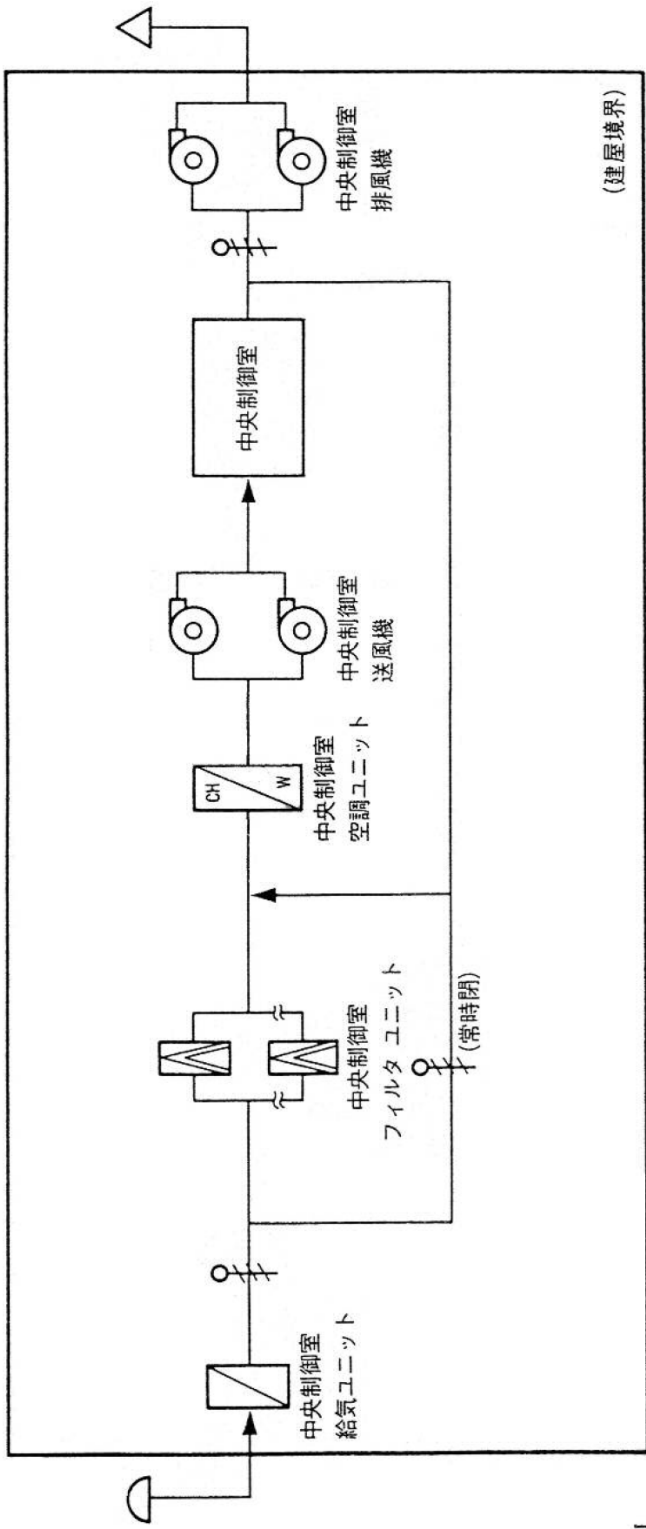 中央制御室
給気ユニット
中央制御室
フィルタ ユニット
(常時閉)
中央制御室
空調ユニット
CH
W
中央制御室
送風機
中央制御室
中央制御室
排風機
(建屋境界)